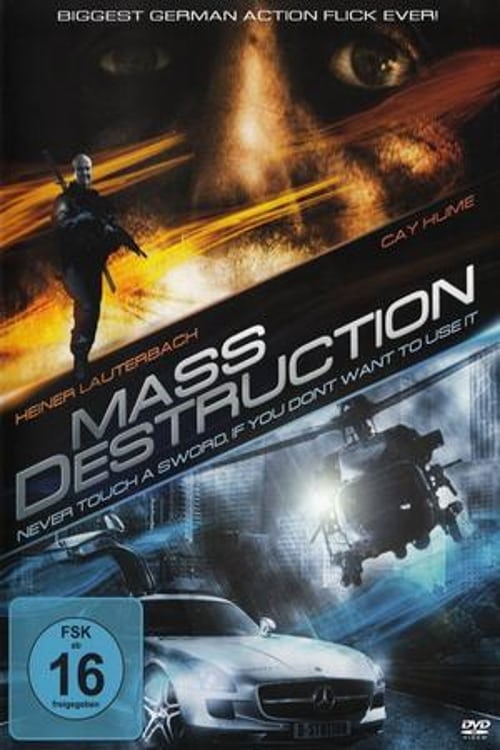 BIGGEST GERMAN ACTION FLICK EVER!
CAY HUME
HEINER LAUTERBACH
MASS
DESTRUCTION
NEVER TOUCH A SWORD, IF YOU DONT WANT TO USE IT
FSK
ab
16
freigegeben
DVD
VIDEO